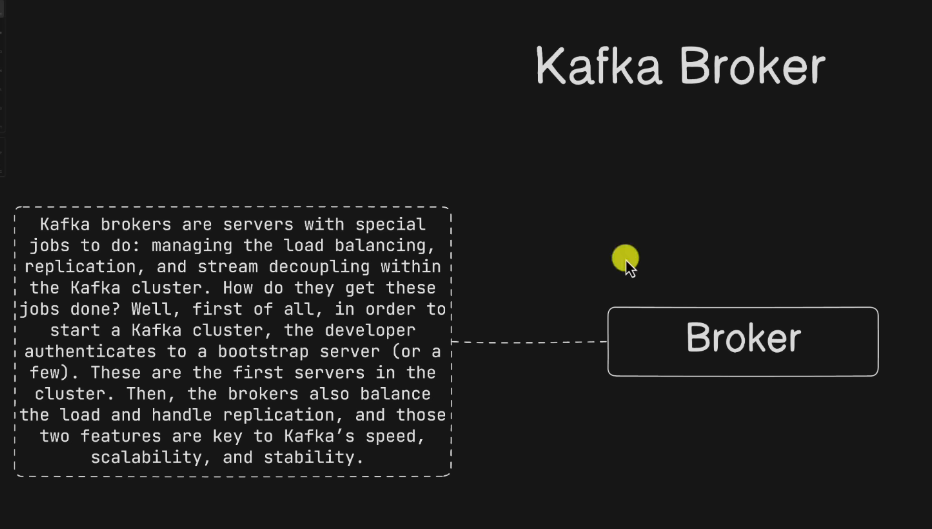 Kafka Broker
Kafka brokers are servers with special
jobs to do: managing the load balancing,
replication, and stream decoupling within
the Kafka cluster. How do they get these
jobs done? Well, first of all, in order to
start a Kafka cluster, the developer
authenticates to a bootstrap server (or a
few). These are the first servers in the
cluster. Then, the brokers also balance
the load and handle replication, and those
two features are key to Kafka’s speed,
scalability, and stability.
Broker